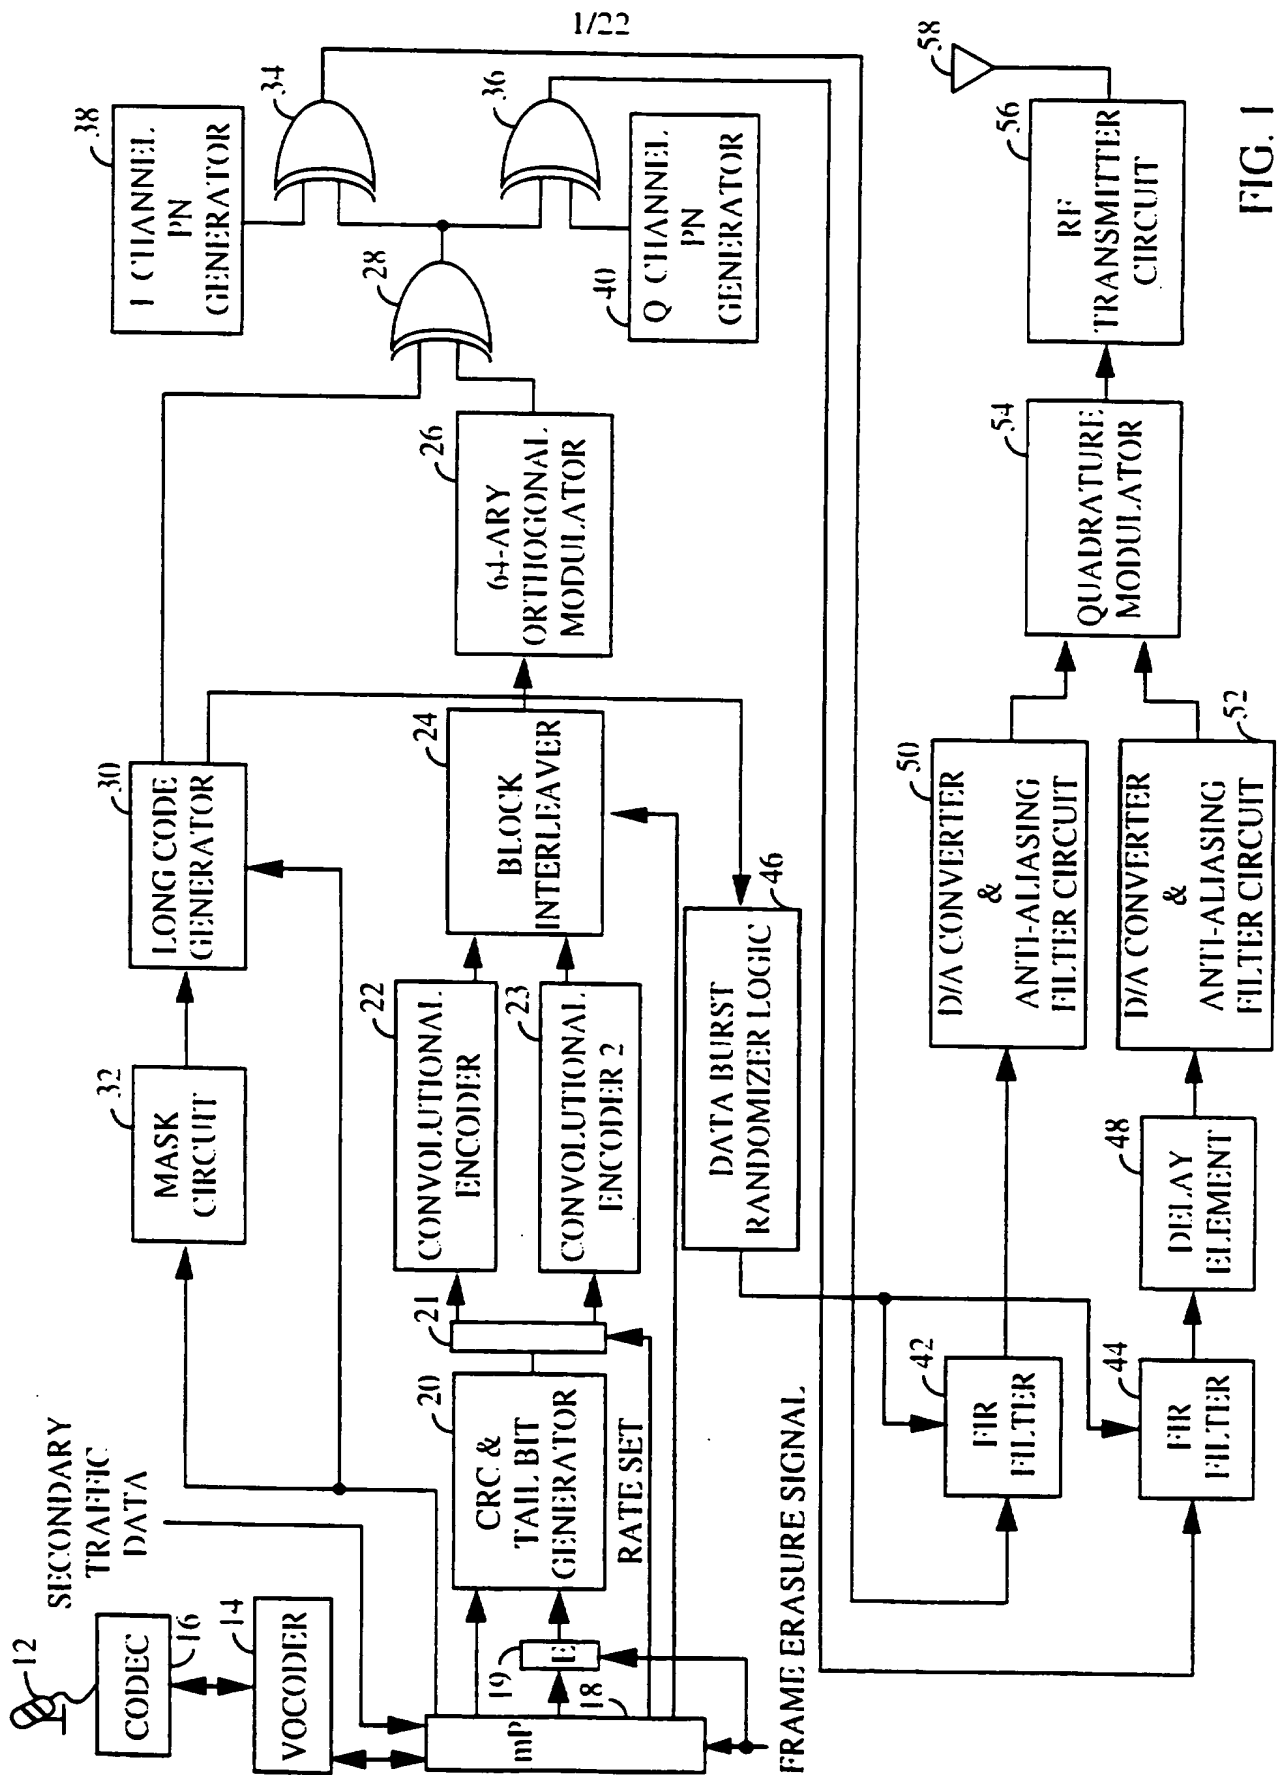 1/22
12
CODEC
16
VOCODER
14
SECONDARY
TRAFFIC
DATA
mP
18
19
E
CRC &
TAIL BIT
GENERATOR
20
RATE SET
21
FRAME ERASURE SIGNAL
MASK
CIRCUIT
32
LONG CODE
GENERATOR
30
CONVOLUTIONAL
ENCODER
22
CONVOLUTIONAL
ENCODER 2
23
BLOCK
INTERLEAVER
24
64-ARY
ORTHOGONAL
MODULATOR
26
28
I CHANNEL
PN
GENERATOR
38
34
36
Q CHANNEL
PN
GENERATOR
40
DATA BURST
RANDOMIZER LOGIC
46
FIR
FILTER
42
FIR
FILTER
44
DELAY
ELEMENT
48
D/A CONVERTER
&
ANTI-ALIASING
FILTER CIRCUIT
50
D/A CONVERTER
&
ANTI-ALIASING
FILTER CIRCUIT
52
QUADRATURE
MODULATOR
54
RF
TRANSMITTER
CIRCUIT
56
58
FIG. 1